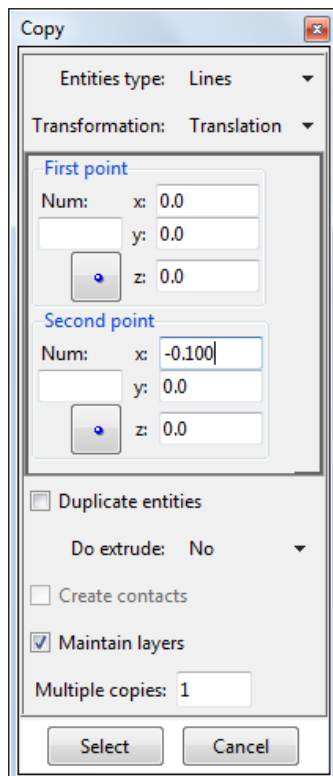 Copy
Entities type: Lines
Transformation: Translation
First point
Num: x: 0.0
y: 0.0
z: 0.0
Second point
Num: x: -0.100
y: 0.0
z: 0.0
Duplicate entities
Do extrude: No
Create contacts
Maintain layers
Multiple copies: 1
Select Cancel